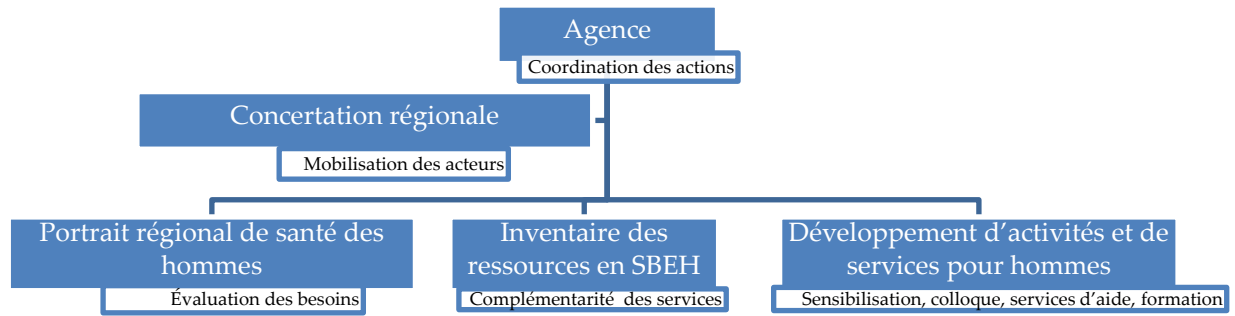 Agence
Coordination des actions
Concertation régionale
Mobilisation des acteurs
Portrait régional de santé des
hommes
Évaluation des besoins
Inventaire des
ressources en SBEH
Complémentarité des services
Développement d’activités et de
services pour hommes
Sensibilisation, colloque, services d’aide, formation